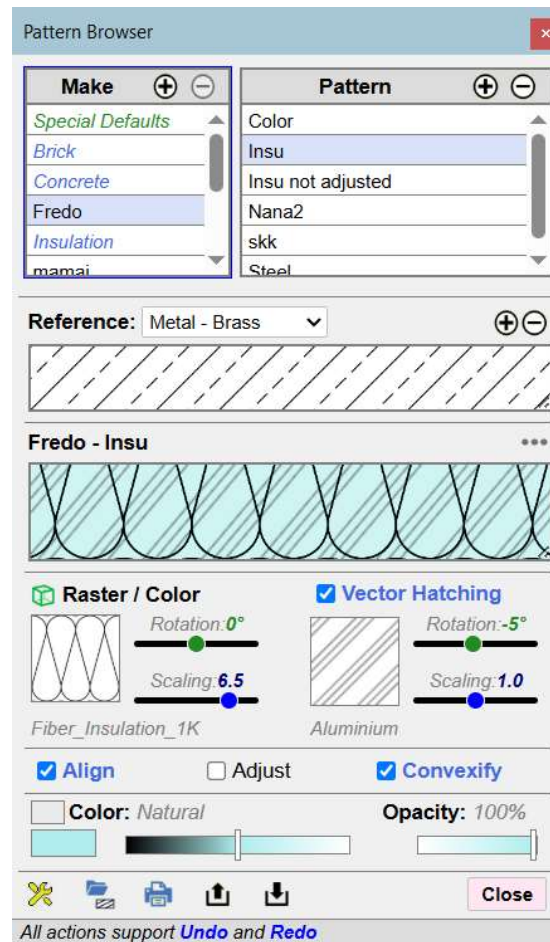 Pattern Browser
Make
Special Defaults
Brick
Concrete
Fredo
Insulation
mamai
Pattern
Color
Insu
Insu not adjusted
Nana2
skk
Steel
Reference: Metal - Brass
Fredo - Insu
Raster / Color
Rotation:0°
Scaling:6.5
Fiber_Insulation_1K
Vector Hatching
Rotation:-5°
Scaling:1.0
Aluminium
Align Adjust Convexify
Color: Natural Opacity: 100%
Close
All actions support Undo and Redo